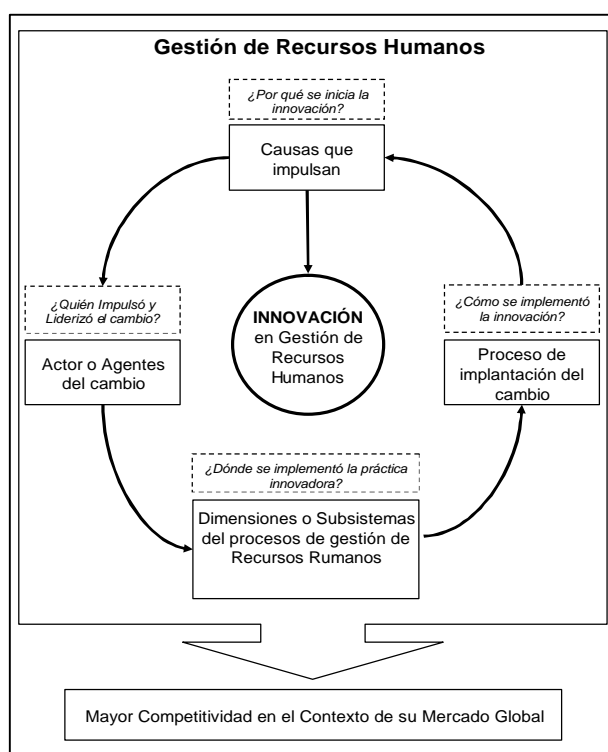 Gestión de Recursos Humanos
¿Por qué se inicia la
innovación?
Causas que
impulsan
¿Quién Impulsó y
Liderizó el cambio?
Actor o Agentes
del cambio
INNOVACIÓN
en Gestión de
Recursos
Humanos
¿Cómo se implementó
la innovación?
Proceso de
implantación del
cambio
¿Dónde se implementó la práctica
innovadora?
Dimensiones o Subsistemas
del procesos de gestión de
Recursos Rumanos
Mayor Competitividad en el Contexto de su Mercado Global